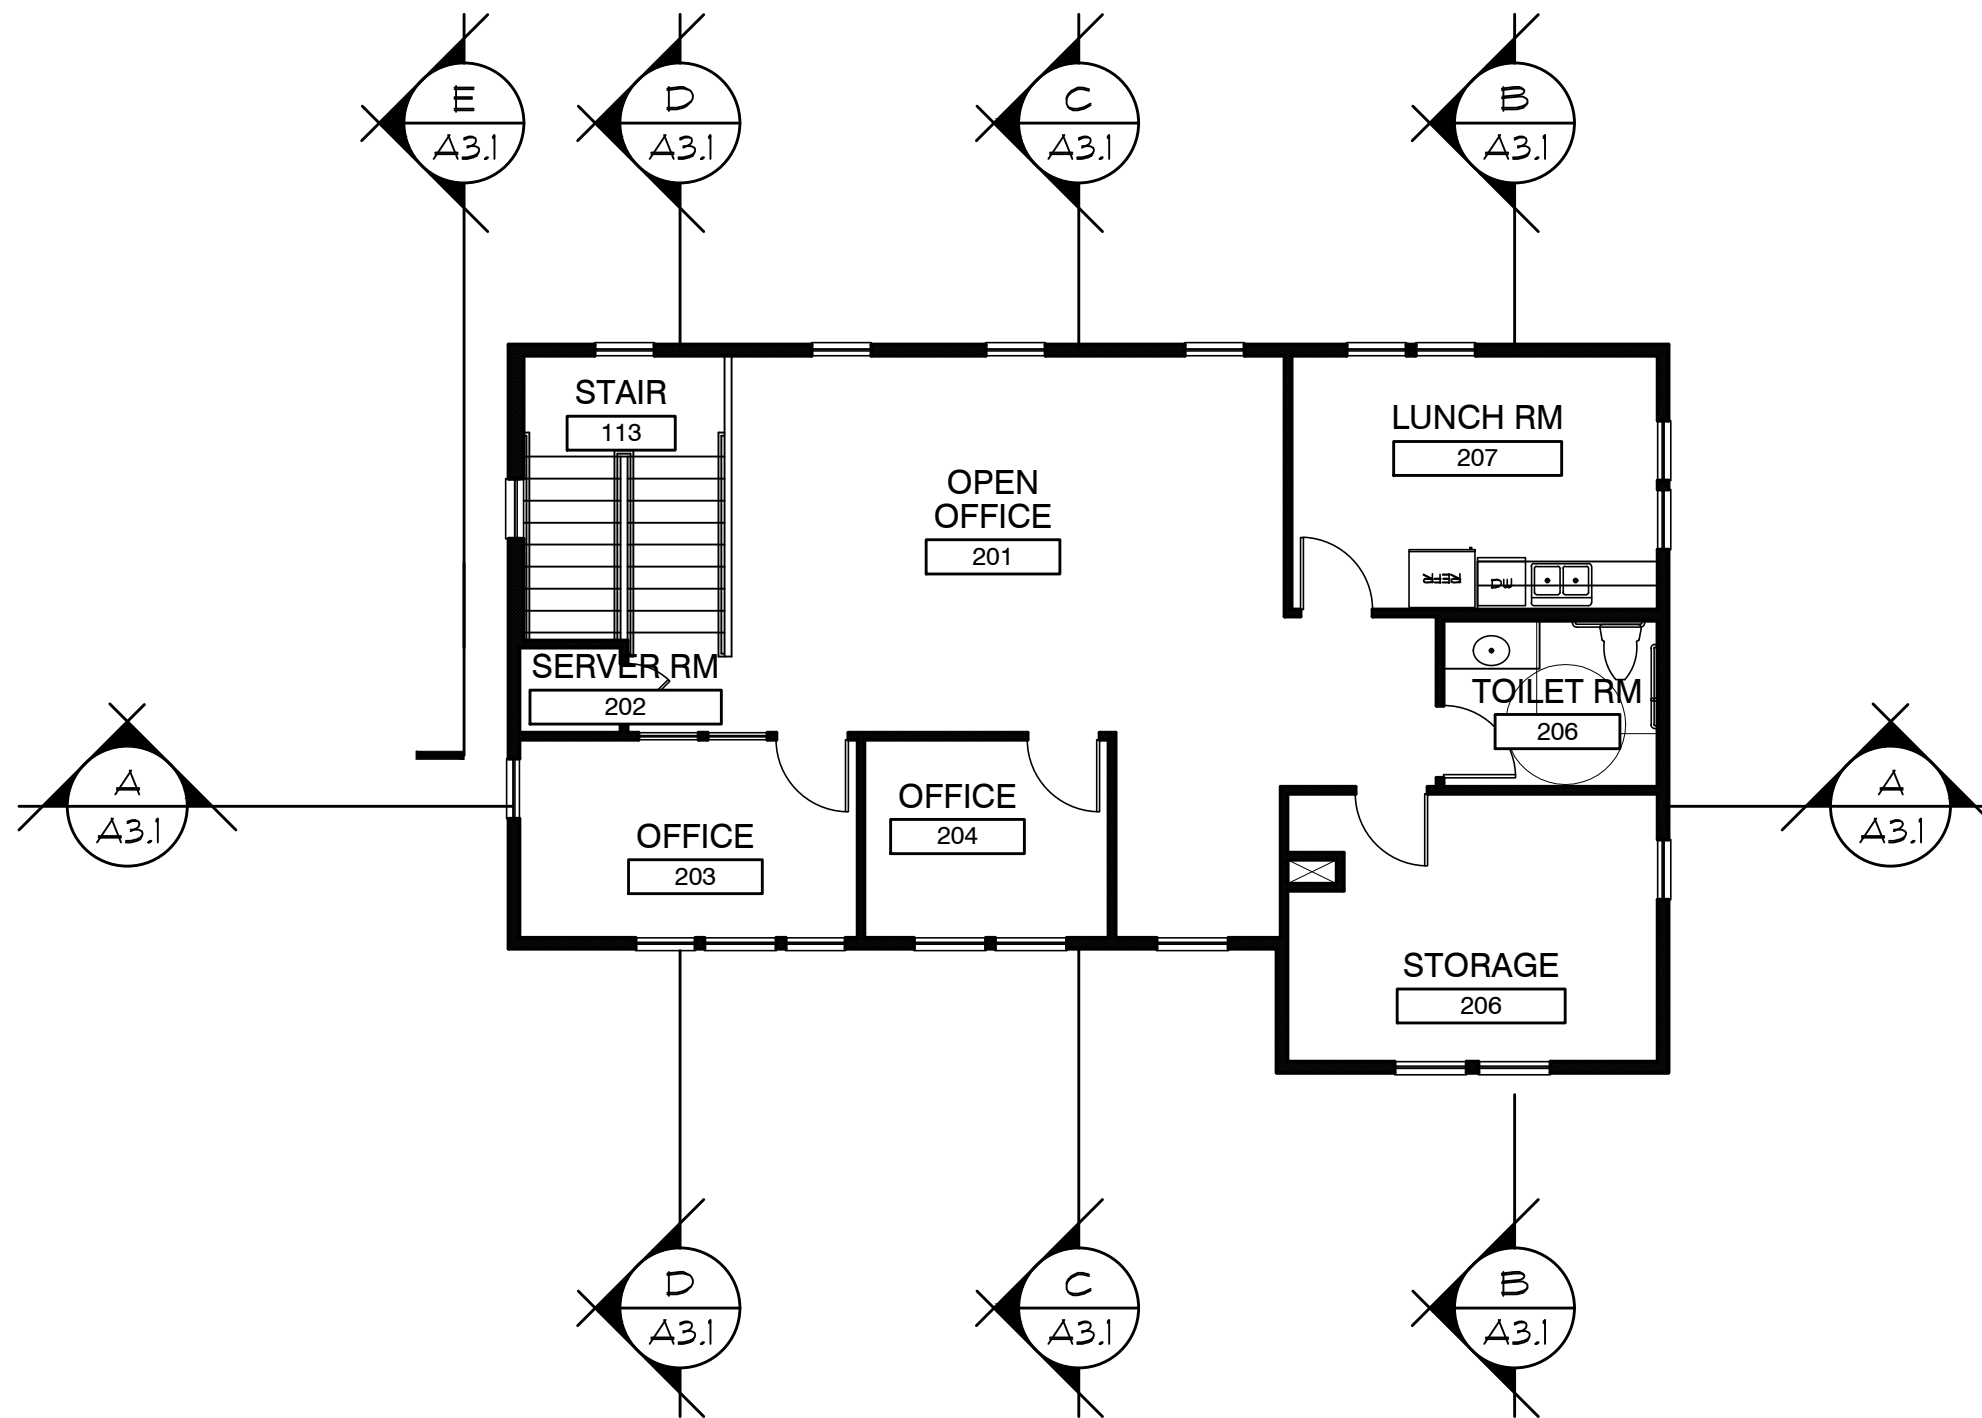 E
A3.1
D
A3.1
C
A3.1
B
A3.1
STAIR
113
LUNCH RM
207
OPEN
OFFICE
201
REFR
DW
SERVER RM
202
TOILET RM
206
A
A3.1
A
A3.1
OFFICE
204
OFFICE
203
STORAGE
206
D
A3.1
C
A3.1
B
A3.1